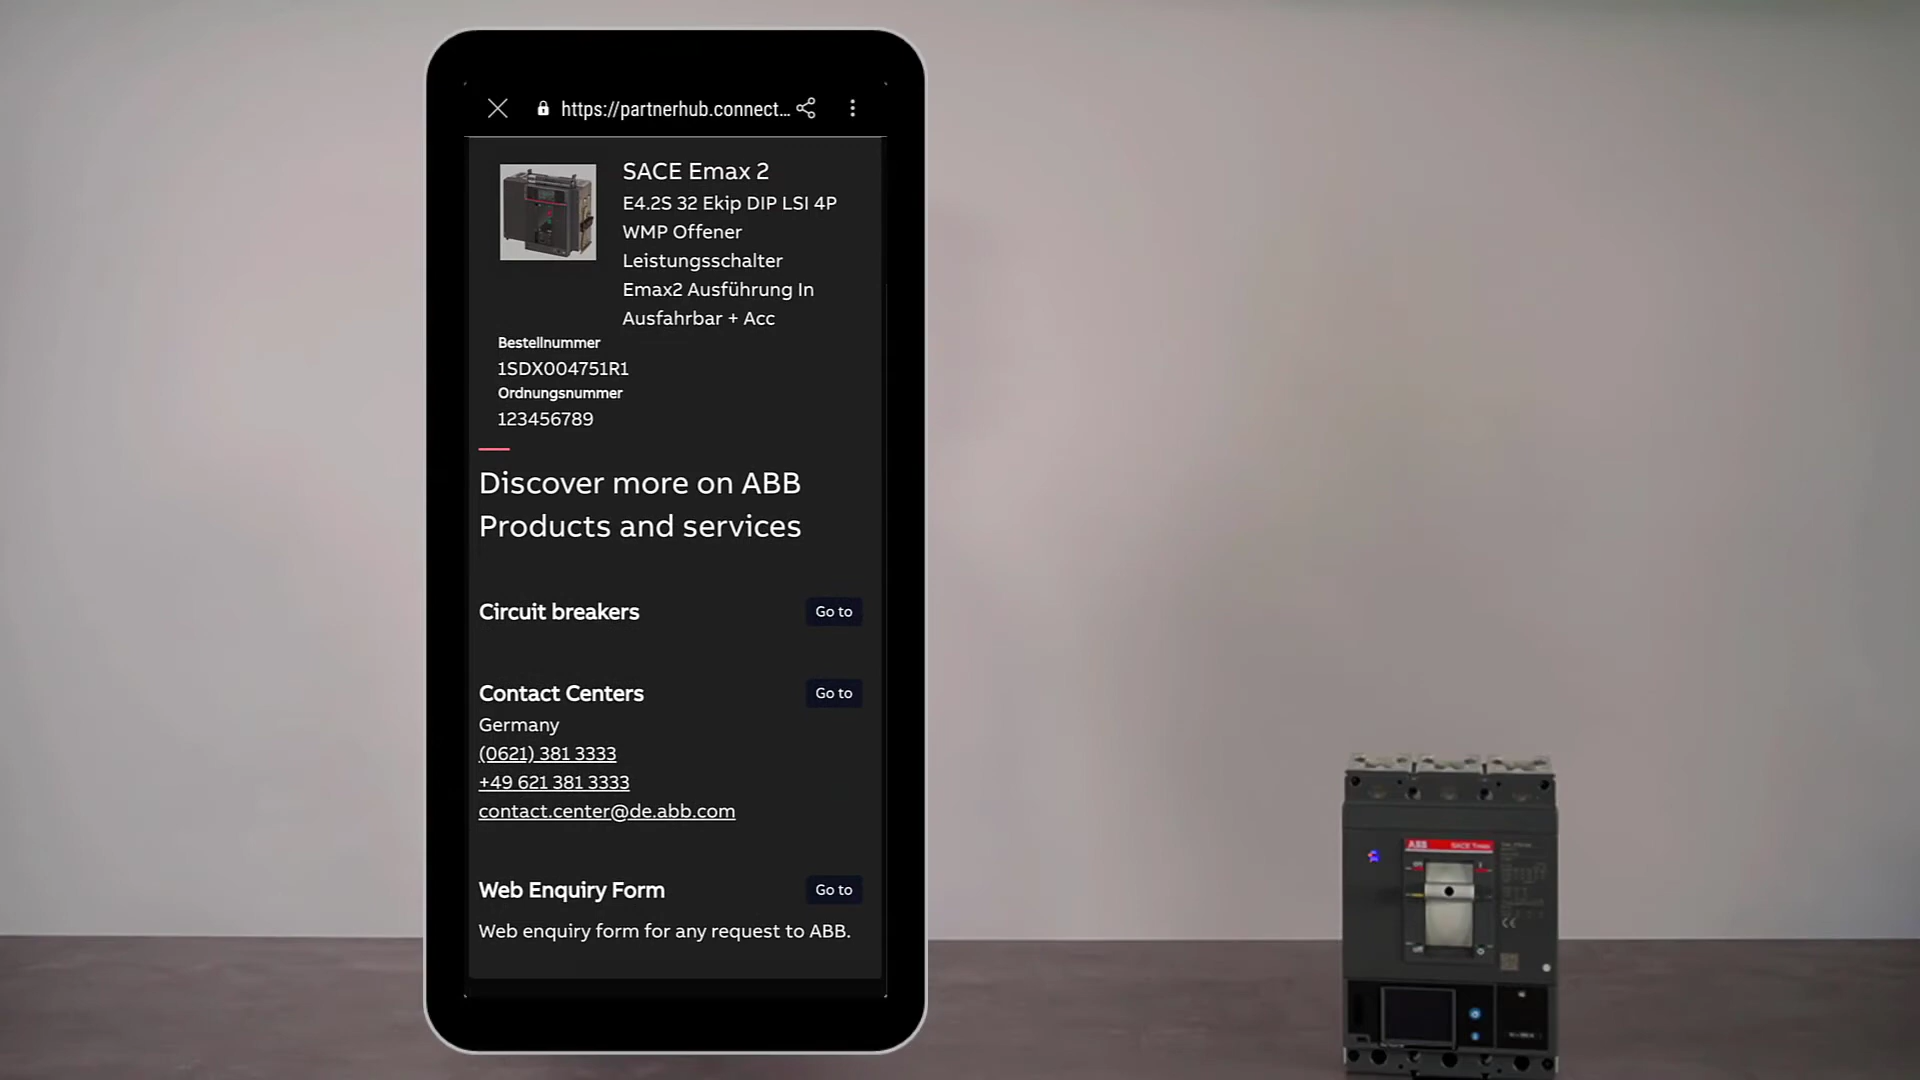 https://partnerhub.connect...
SACE Emax 2
E4.2S 32 Ekip DIP LSI 4P
WMP Offener
Leistungsschalter
Emax2 Ausführung In
Ausfahrbar + Acc
Bestellnummer
1SDX004751R1
Ordnungsnummer
123456789
Discover more on ABB
Products and services
Circuit breakers
Go to
Contact Centers
Go to
Germany
(0621) 381 3333
+49 621 381 3333
contact.center@de.abb.com
Web Enquiry Form
Go to
Web enquiry form for any request to ABB.
ABB SACE Tmax